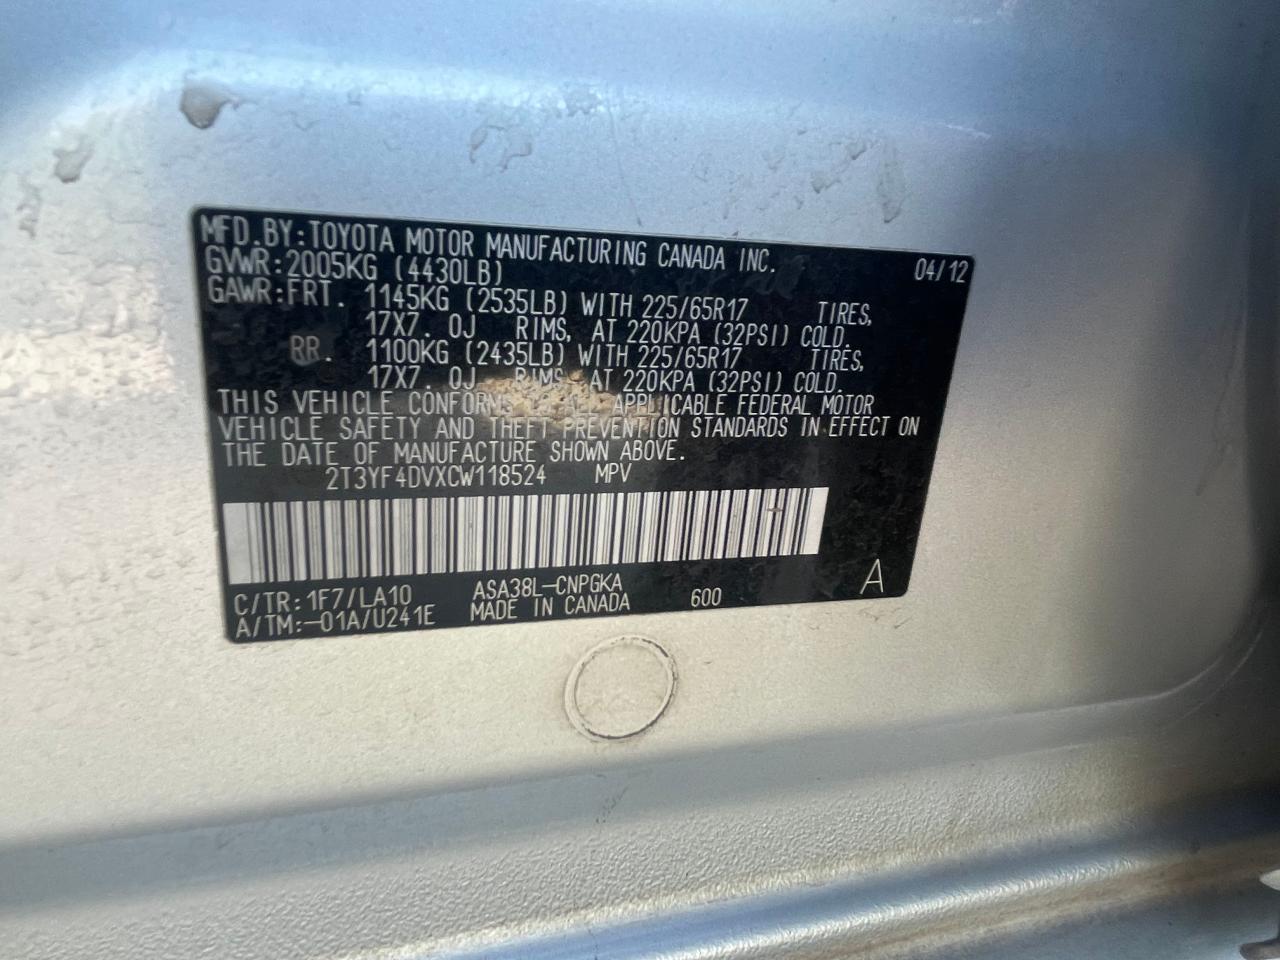 MFD.BY:TOYOTA MOTOR MANUFACTURING CANADA INC. 04/12
GVWR:2005KG (4430LB)
GAWR:FRT. 1145KG (2535LB) WITH 225/65R17 TIRES,
17X7. 0J RIMS, AT 220KPA (32PSI) COLD.
RR. 1100KG (2435LB) WITH 225/65R17 TIRES,
17X7. 0J RIMS, AT 220KPA (32PSI) COLD.
THIS VEHICLE CONFORMS TO ALL APPLICABLE FEDERAL MOTOR
VEHICLE SAFETY AND THEFT PREVENTION STANDARDS IN EFFECT ON
THE DATE OF MANUFACTURE SHOWN ABOVE.
2T3YF4DVXCW118524 MPV
C/TR:1F7/LA10 ASA38L-CNPGKA
A/TM:-01A/U241E MADE IN CANADA 600 A